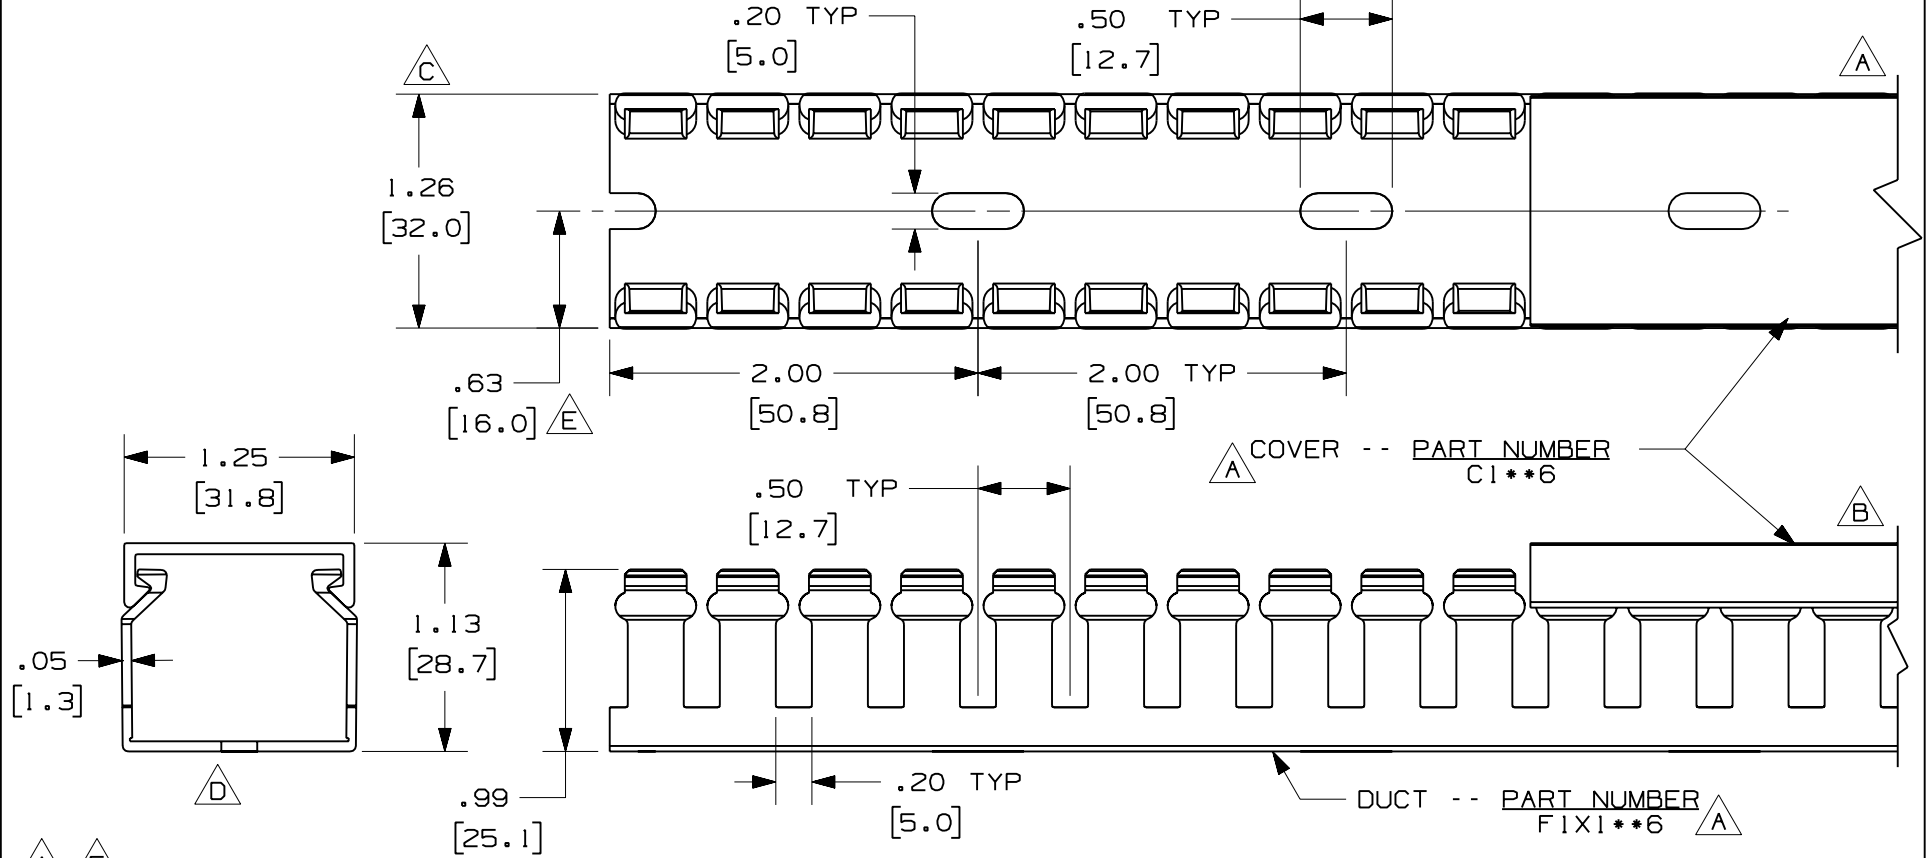 .20 TYP
[5.0]
.50 TYP
[12.7]
C
A
1.26
[32.0]
.63
[16.0] E
2.00
[50.8]
2.00 TYP
[50.8]
A COVER -- PART NUMBER
C1**6
1.25
[31.8]
.50 TYP
[12.7]
B
1.13
[28.7]
.05
[1.3]
D
.99
[25.1]
.20 TYP
[5.0]
DUCT -- PART NUMBER
F1X1**6 A